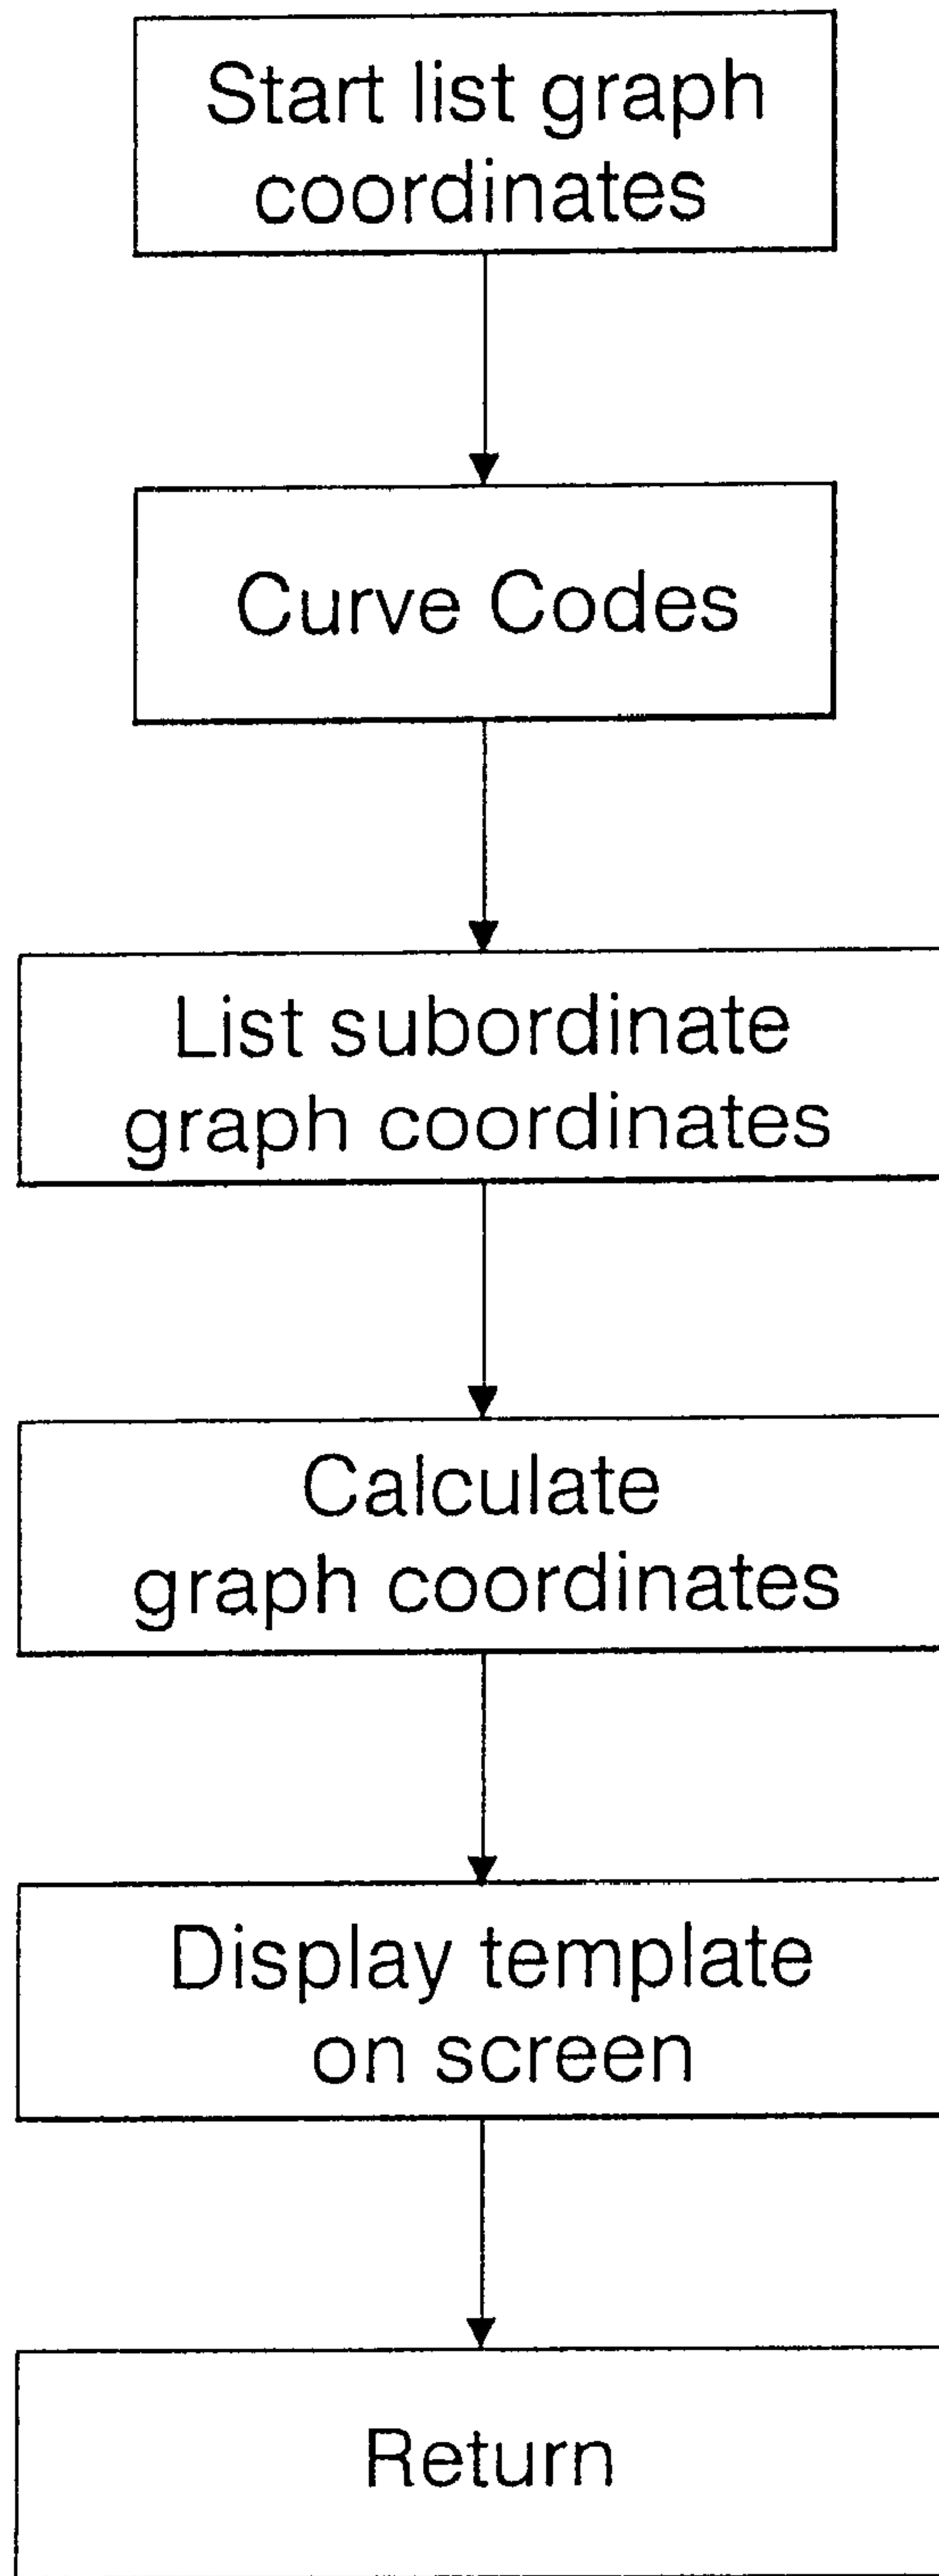 Start list graph
coordinates
Curve Codes
List subordinate
graph coordinates
Calculate
graph coordinates
Display template
on screen
Return